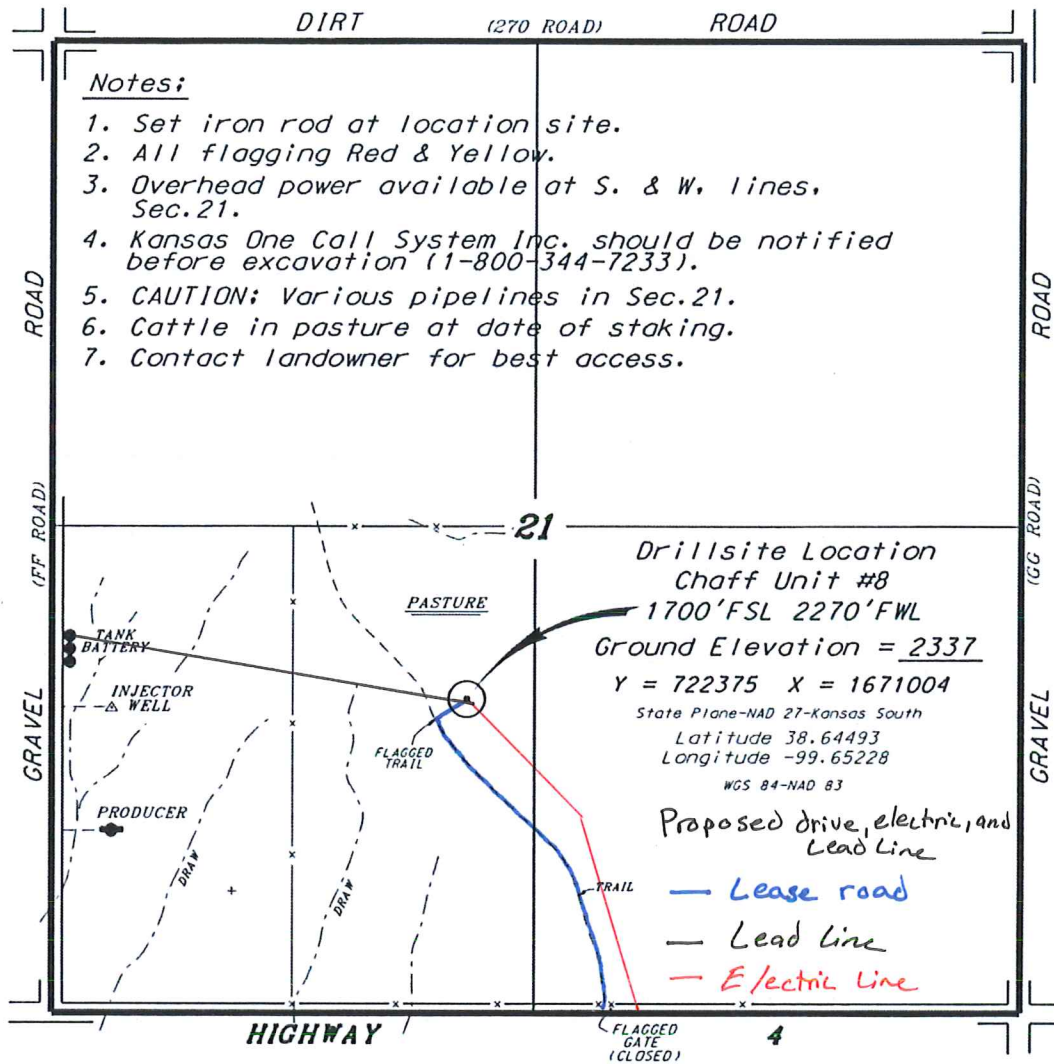 DIRT (270 ROAD) ROAD
Notes:
1. Set iron rod at location site.
2. All flagging Red & Yellow.
3. Overhead power available at S. & W. lines,
Sec.21.
4. Kansas One Call System Inc. should be notified
before excavation (1-800-344-7233).
5. CAUTION: Various pipelines in Sec.21.
6. Cattle in pasture at date of staking.
7. Contact landowner for best access.
ROAD
(FF ROAD)
GRAVEL
ROAD
(GG ROAD)
GRAVEL
21
Drillsite Location
Chaff Unit #8
1700'FSL 2270'FWL
Ground Elevation = 2337
Y = 722375 X = 1671004
State Plane-NAD 27-Kansas South
Latitude 38.64493
Longitude -99.65228
WGS 84-NAD 83
Proposed drive, electric, and
Lead Line
Lease road
Lead Line
Electric Line
PASTURE
TANK
BATTERY
INJECTOR
WELL
FLAGGED
TRAIL
PRODUCER
DRAW
DRAW
TRAIL
HIGHWAY 4
FLAGGED
GATE
(CLOSED)